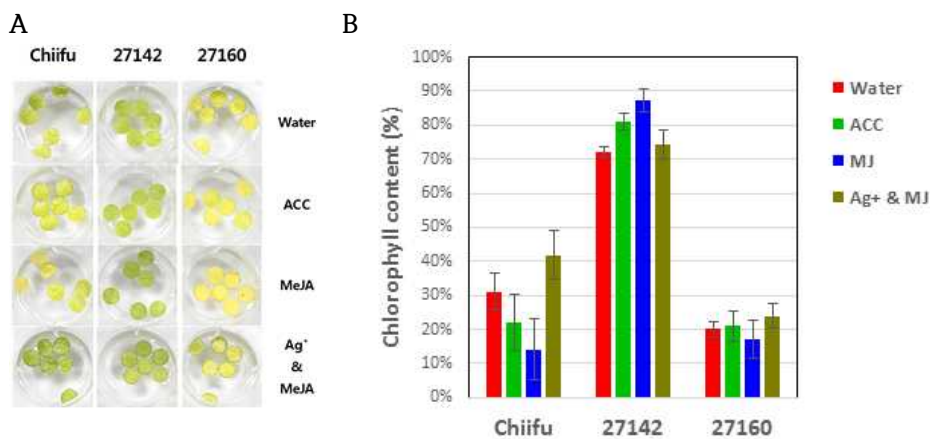 A
Chiifu 27142 27160
Water
ACC
MeJA
Ag⁺
&
MeJA
B
Chlorophyll content (%)
100%
90%
80%
70%
60%
50%
40%
30%
20%
10%
0%
Chiifu 27142 27160
Water
ACC
MJ
Ag+ & MJ